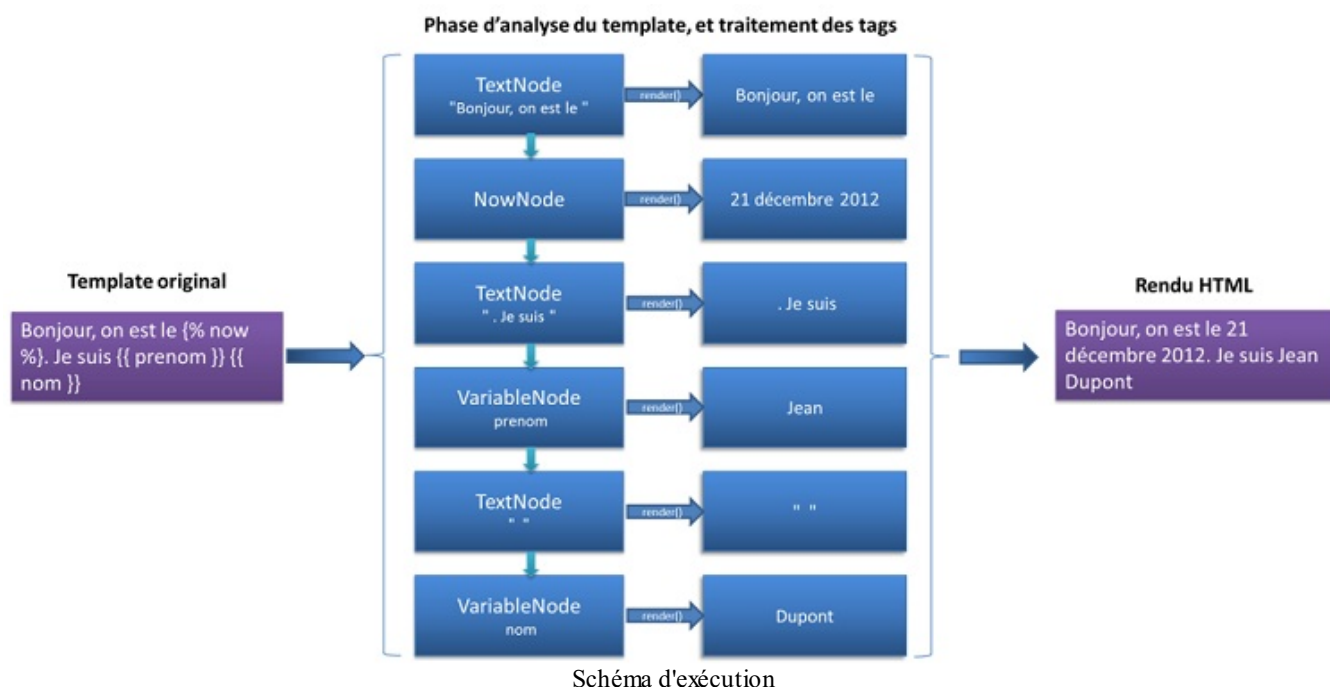 Phase d'analyse du template, et traitement des tags
TextNode
"Bonjour, on est le "
render()
Bonjour, on est le
NowNode
render()
21 décembre 2012
Template original
Bonjour, on est le {% now
%}. Je suis {{ prenom }} {{
nom }}
TextNode
" . Je suis "
render()
. Je suis
VariableNode
prenom
render()
Jean
TextNode
" "
render()
" "
VariableNode
nom
render()
Dupont
Rendu HTML
Bonjour, on est le 21
décembre 2012. Je suis Jean
Dupont
Schéma d'exécution